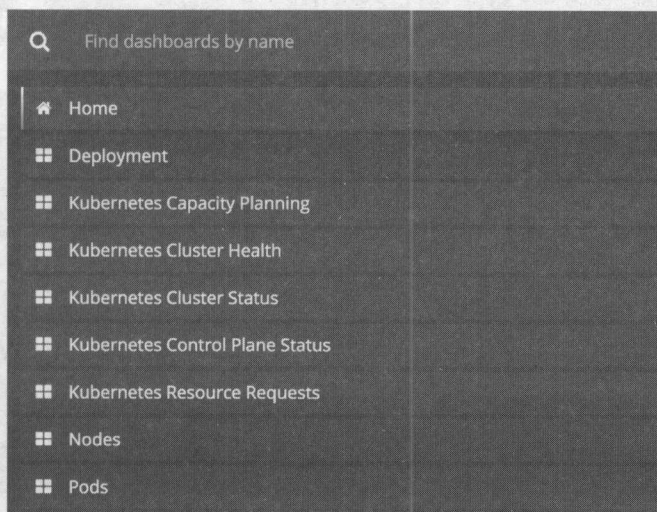 Find dashboards by name
Home
Deployment
Kubernetes Capacity Planning
Kubernetes Cluster Health
Kubernetes Cluster Status
Kubernetes Control Plane Status
Kubernetes Resource Requests
Nodes
Pods